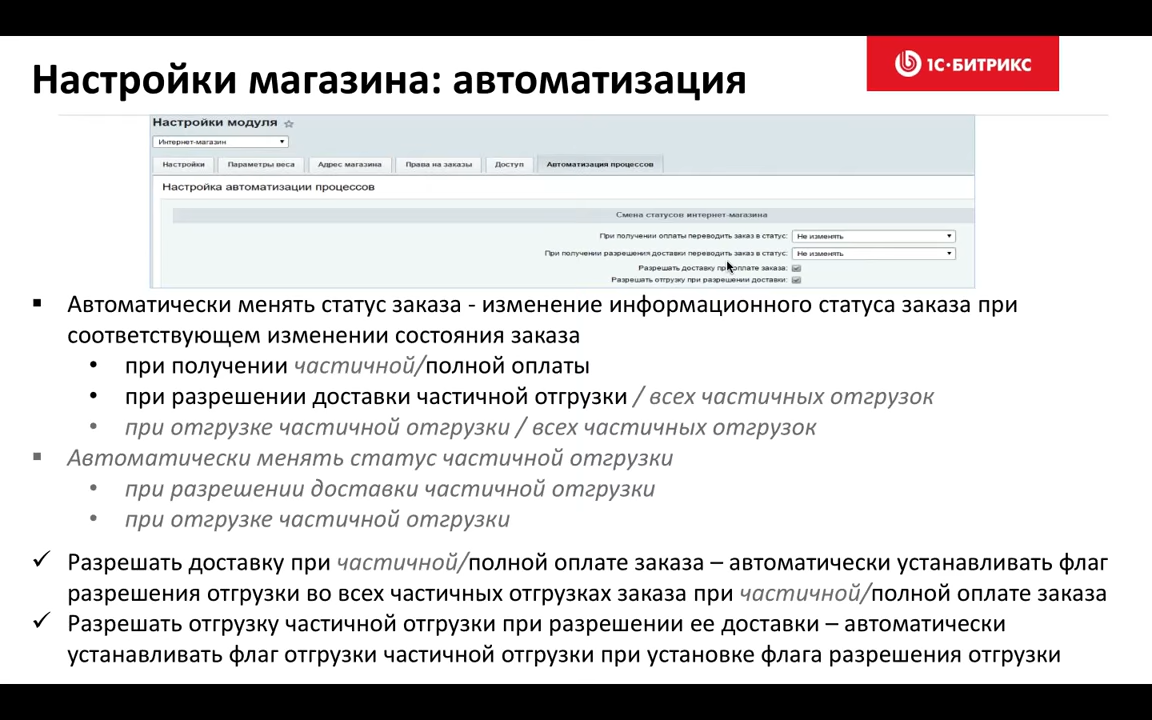 Настройки магазина: автоматизация
1С·БИТРИКС
Настройки модуля
Интернет-магазин
Настройки Параметры веса Адрес магазина Права на заказы Доступ Автоматизация процессов
Настройка автоматизации процессов
Смена статусов интернет-магазина
При получении оплаты переводить заказ в статус: Не изменять
При получении разрешения доставки переводить заказ в статус: Не изменять
Разрешать доставку при оплате заказа:
Разрешать отгрузку при разрешении доставки:
Автоматически менять статус заказа - изменение информационного статуса заказа при
соответствующем изменении состояния заказа
при получении частичной/полной оплаты
при разрешении доставки частичной отгрузки / всех частичных отгрузок
при отгрузке частичной отгрузки / всех частичных отгрузок
Автоматически менять статус частичной отгрузки
при разрешении доставки частичной отгрузки
при отгрузке частичной отгрузки
Разрешать доставку при частичной/полной оплате заказа – автоматически устанавливать флаг
разрешения отгрузки во всех частичных отгрузках заказа при частичной/полной оплате заказа
Разрешать отгрузку частичной отгрузки при разрешении ее доставки – автоматически
устанавливать флаг отгрузки частичной отгрузки при установке флага разрешения отгрузки